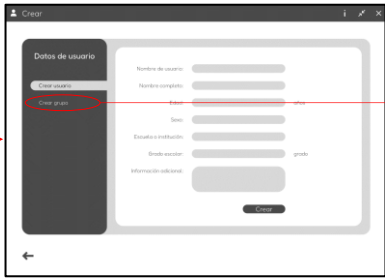 Crear
i
Datos de usuario
Crear usuario
Crear grupo
Nombre de usuario:
Nombre completo:
Edad: años
Sexo:
Escuela o institución:
Grado escolar: grado
Información adicional:
Crear